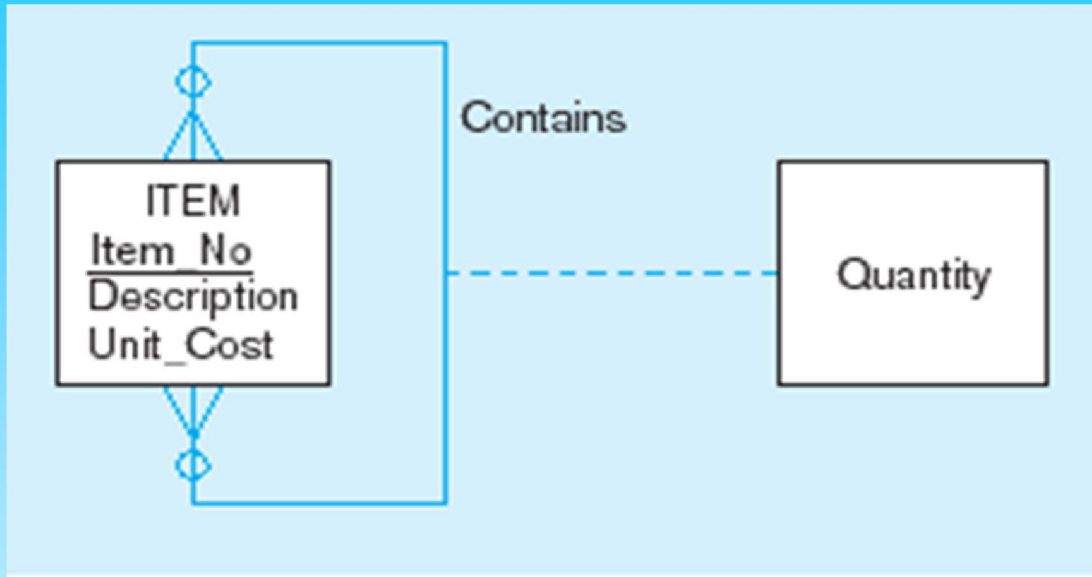 Contains
ITEM
Item_No
Description
Unit_Cost
Quantity